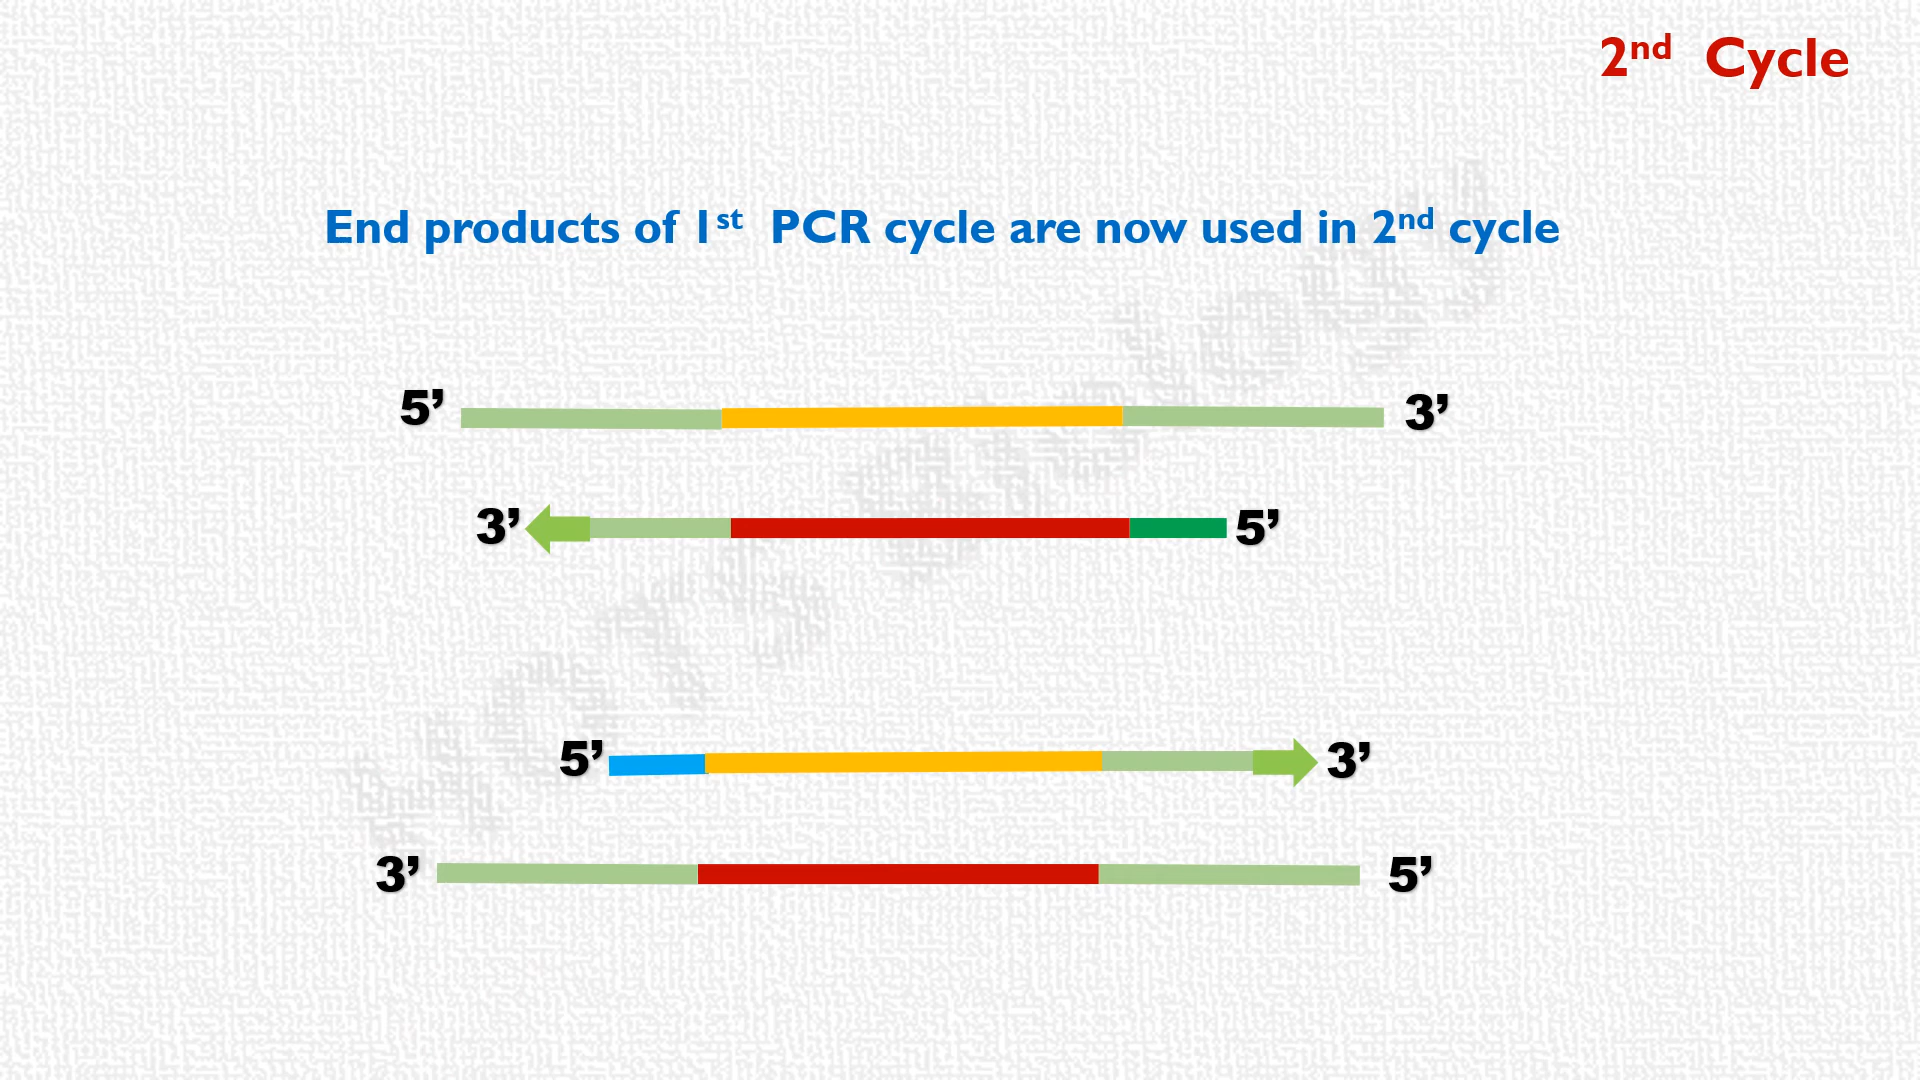 2nd Cycle
End products of 1st PCR cycle are now used in 2nd cycle
5’ 3’
3’ 5’
5’ 3’
3’ 5’